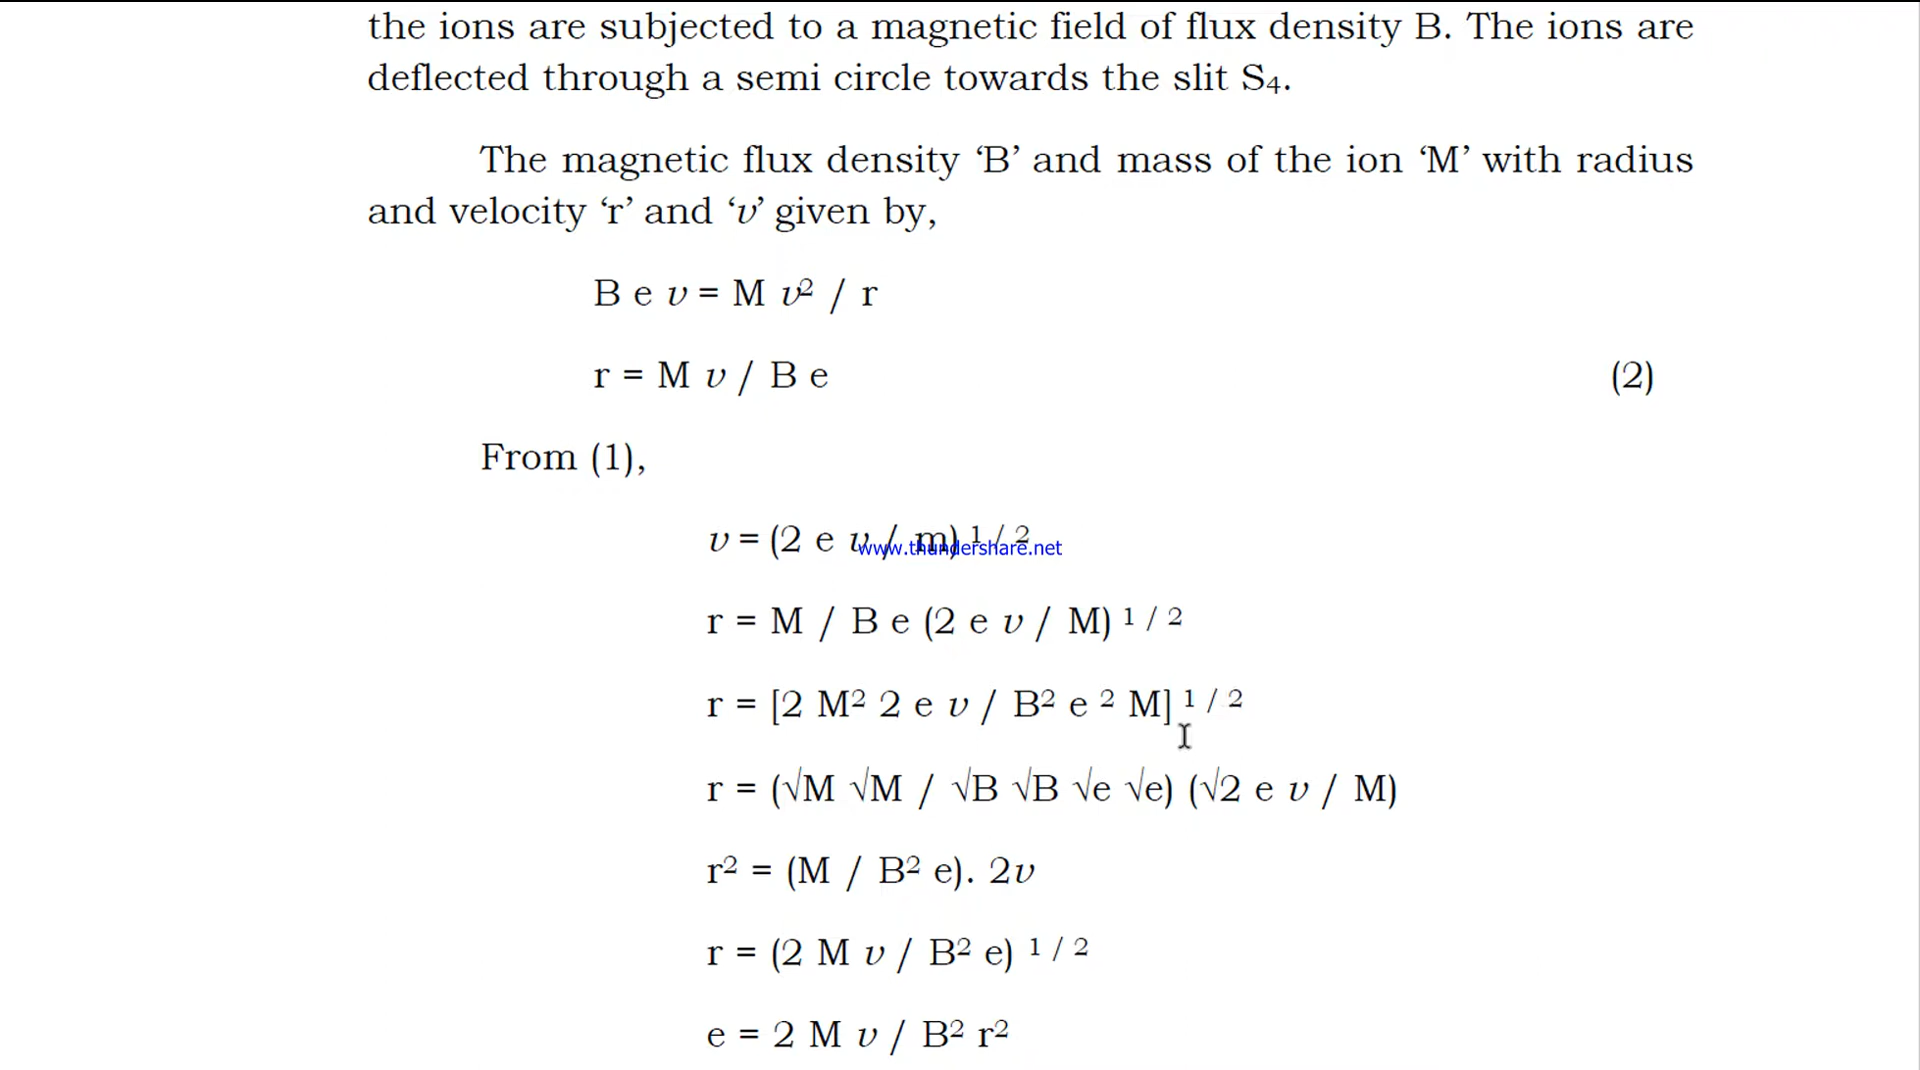 the ions are subjected to a magnetic field of flux density B. The ions are
deflected through a semi circle towards the slit S₄.
The magnetic flux density ‘B’ and mass of the ion ‘M’ with radius
and velocity ‘r’ and ‘v’ given by,
B e v = M v² / r
r = M v / B e (2)
From (1),
v = (2 e v / m) ¹ / ²
www.thundershare.net
r = M / B e (2 e v / M) ¹ / ²
r = [2 M² 2 e v / B² e ² M] ¹ / ²
r = (√M √M / √B √B √e √e) (√2 e v / M)
r² = (M / B² e). 2v
r = (2 M v / B² e) ¹ / ²
e = 2 M v / B² r²